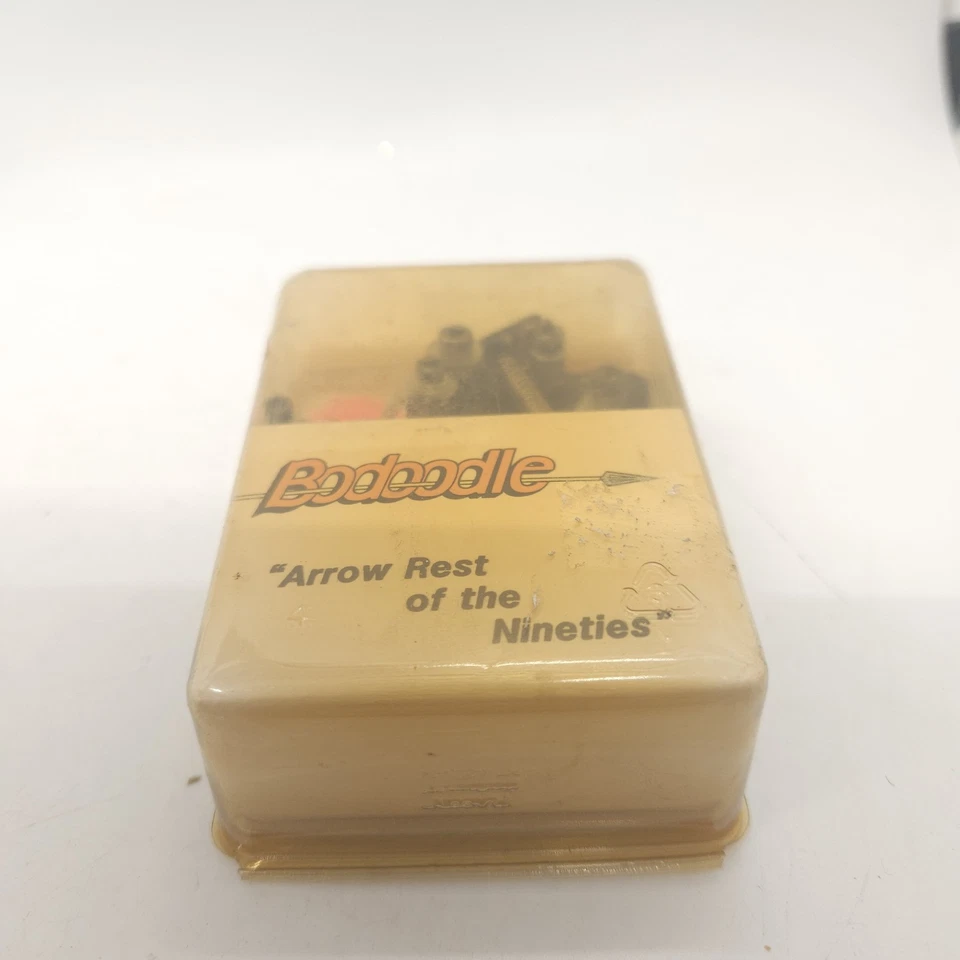 Bodoodle
"Arrow Rest
of the
Nineties"